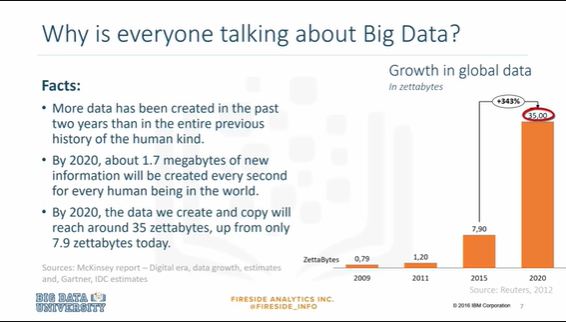 Why is everyone talking about Big Data?
Facts:
• More data has been created in the past
two years than in the entire previous
history of the human kind.
• By 2020, about 1.7 megabytes of new
information will be created every second
for every human being in the world.
• By 2020, the data we create and copy will
reach around 35 zettabytes, up from only
7.9 zettabytes today.
Sources: McKinsey report – Digital era, data growth, estimates
and, Gartner, IDC estimates
Growth in global data
In zettabytes
+343%
35,00
7,90
1,20
0,79
ZettaBytes
2009 2011 2015 2020
Source: Reuters, 2012
BIG DATA
UNIVERSITY
FIRESIDE ANALYTICS INC.
@FIRESIDE_INFO
© 2016 IBM Corporation 7